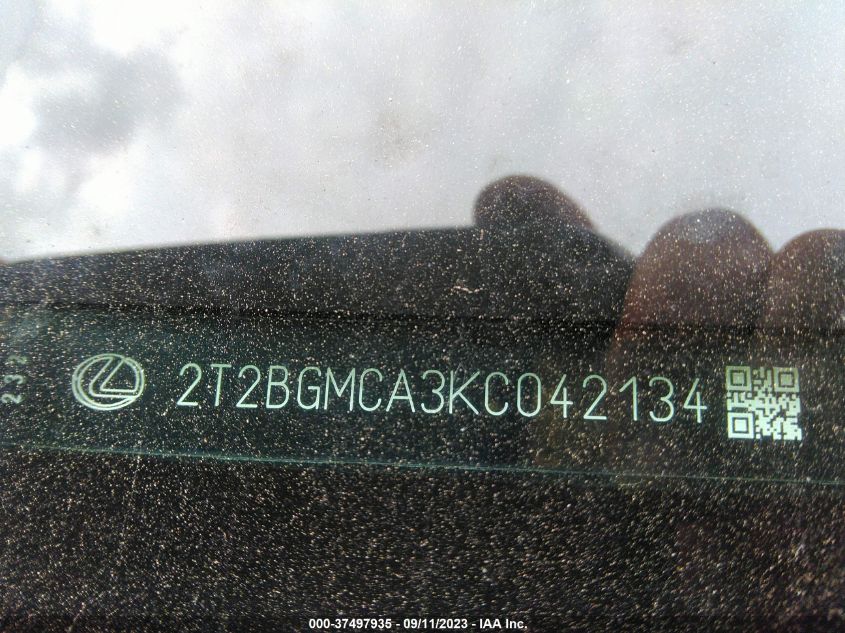 2T2BGMCA3KC042134
000-37497935 - 09/11/2023 - IAA Inc.